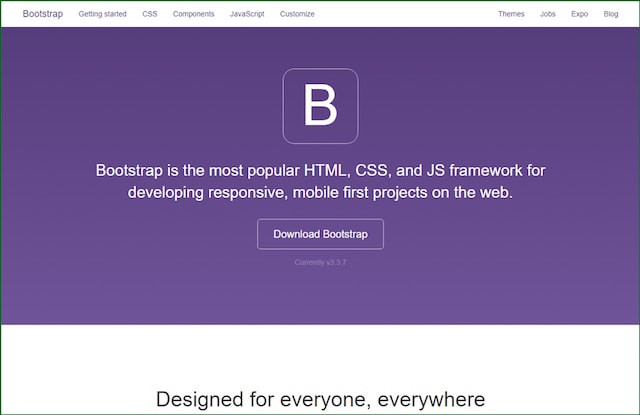 Bootstrap Getting started CSS Components JavaScript Customize Themes Jobs Expo Blog
B
Bootstrap is the most popular HTML, CSS, and JS framework for
developing responsive, mobile first projects on the web.
Download Bootstrap
Currently v3.3.7
Designed for everyone, everywhere